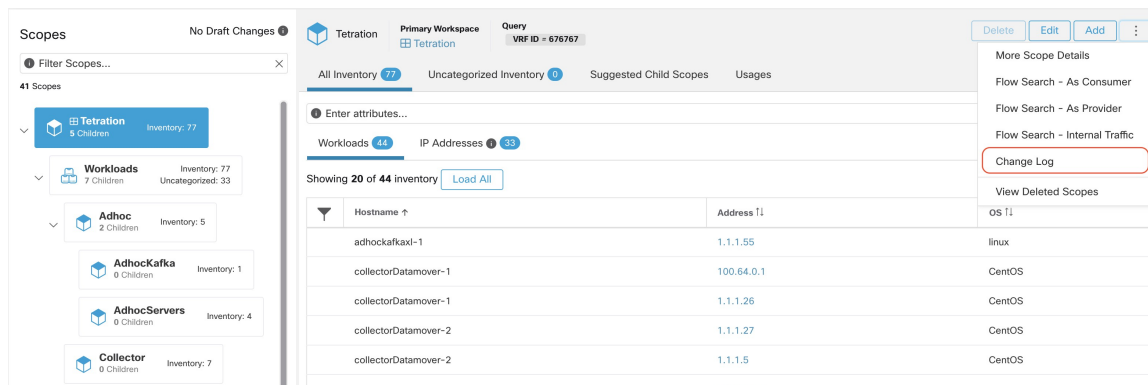 Scopes
No Draft Changes
Filter Scopes...
41 Scopes
Tetration
5 Children
Inventory: 77
Workloads
7 Children
Inventory: 77
Uncategorized: 33
Adhoc
2 Children
Inventory: 5
AdhocKafka
0 Children
Inventory: 1
AdhocServers
0 Children
Inventory: 4
Collector
0 Children
Inventory: 7
Tetration
Primary Workspace
Tetration
Query
VRF ID = 676767
Delete Edit Add
More Scope Details
Flow Search - As Consumer
Flow Search - As Provider
Flow Search - Internal Traffic
Change Log
View Deleted Scopes
All Inventory 77 Uncategorized Inventory 0 Suggested Child Scopes Usages
Enter attributes...
Workloads 44 IP Addresses 33
Showing 20 of 44 inventory Load All
Hostname ↑ Address ↑↓ OS ↑↓
adhockafkaxl-1 1.1.1.55 linux
collectorDatamover-1 100.64.0.1 CentOS
collectorDatamover-1 1.1.1.26 CentOS
collectorDatamover-2 1.1.1.27 CentOS
collectorDatamover-2 1.1.1.5 CentOS